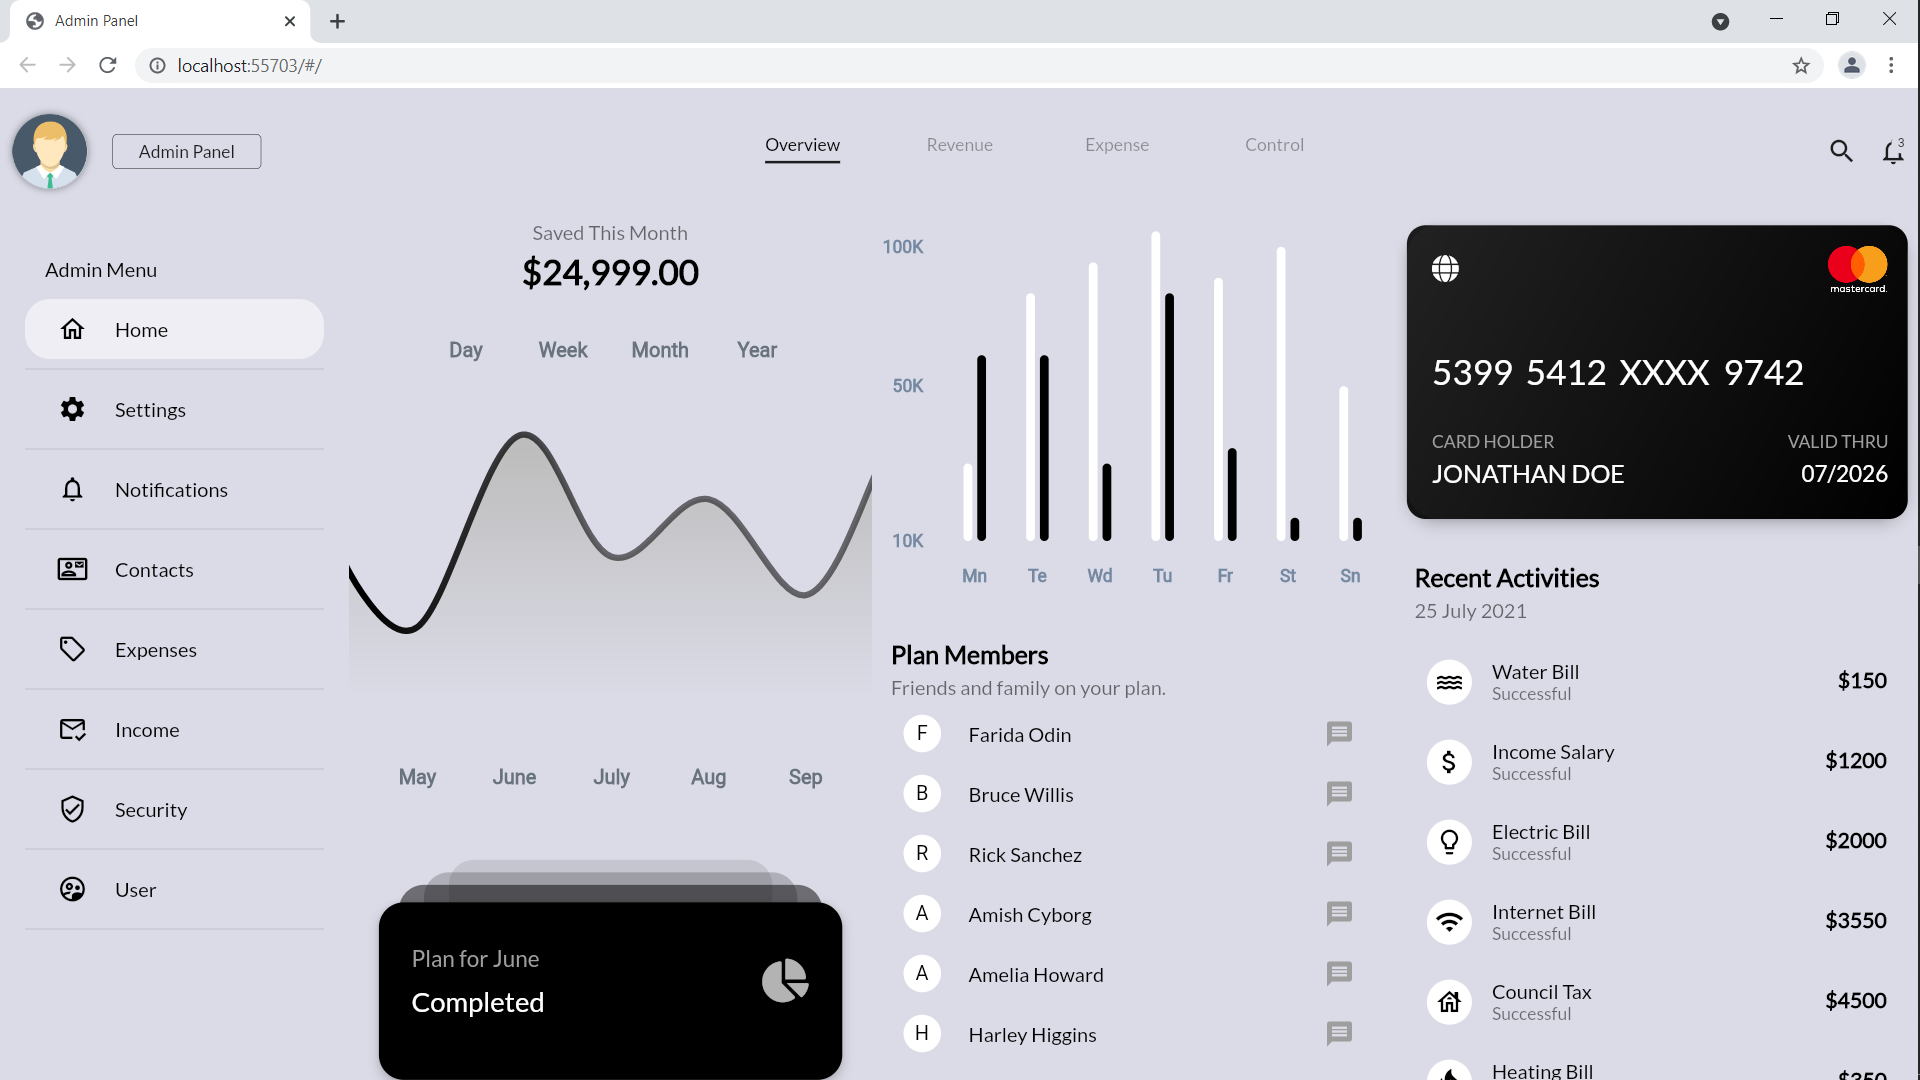 Admin Panel
localhost:55703/#/
Admin Panel
Overview
Revenue
Expense
Control
3
Admin Menu
Home
Settings
Notifications
Contacts
Expenses
Income
Security
User
Saved This Month
$24,999.00
Day
Week
Month
Year
May
June
July
Aug
Sep
Plan for June
Completed
100K
50K
10K
Mn
Te
Wd
Tu
Fr
St
Sn
Plan Members
Friends and family on your plan.
F
Farida Odin
B
Bruce Willis
R
Rick Sanchez
A
Amish Cyborg
A
Amelia Howard
H
Harley Higgins
mastercard.
5399 5412 XXXX 9742
CARD HOLDER
VALID THRU
JONATHAN DOE
07/2026
Recent Activities
25 July 2021
Water Bill
Successful
$150
Income Salary
Successful
$1200
Electric Bill
Successful
$2000
Internet Bill
Successful
$3550
Council Tax
Successful
$4500
Heating Bill
$350